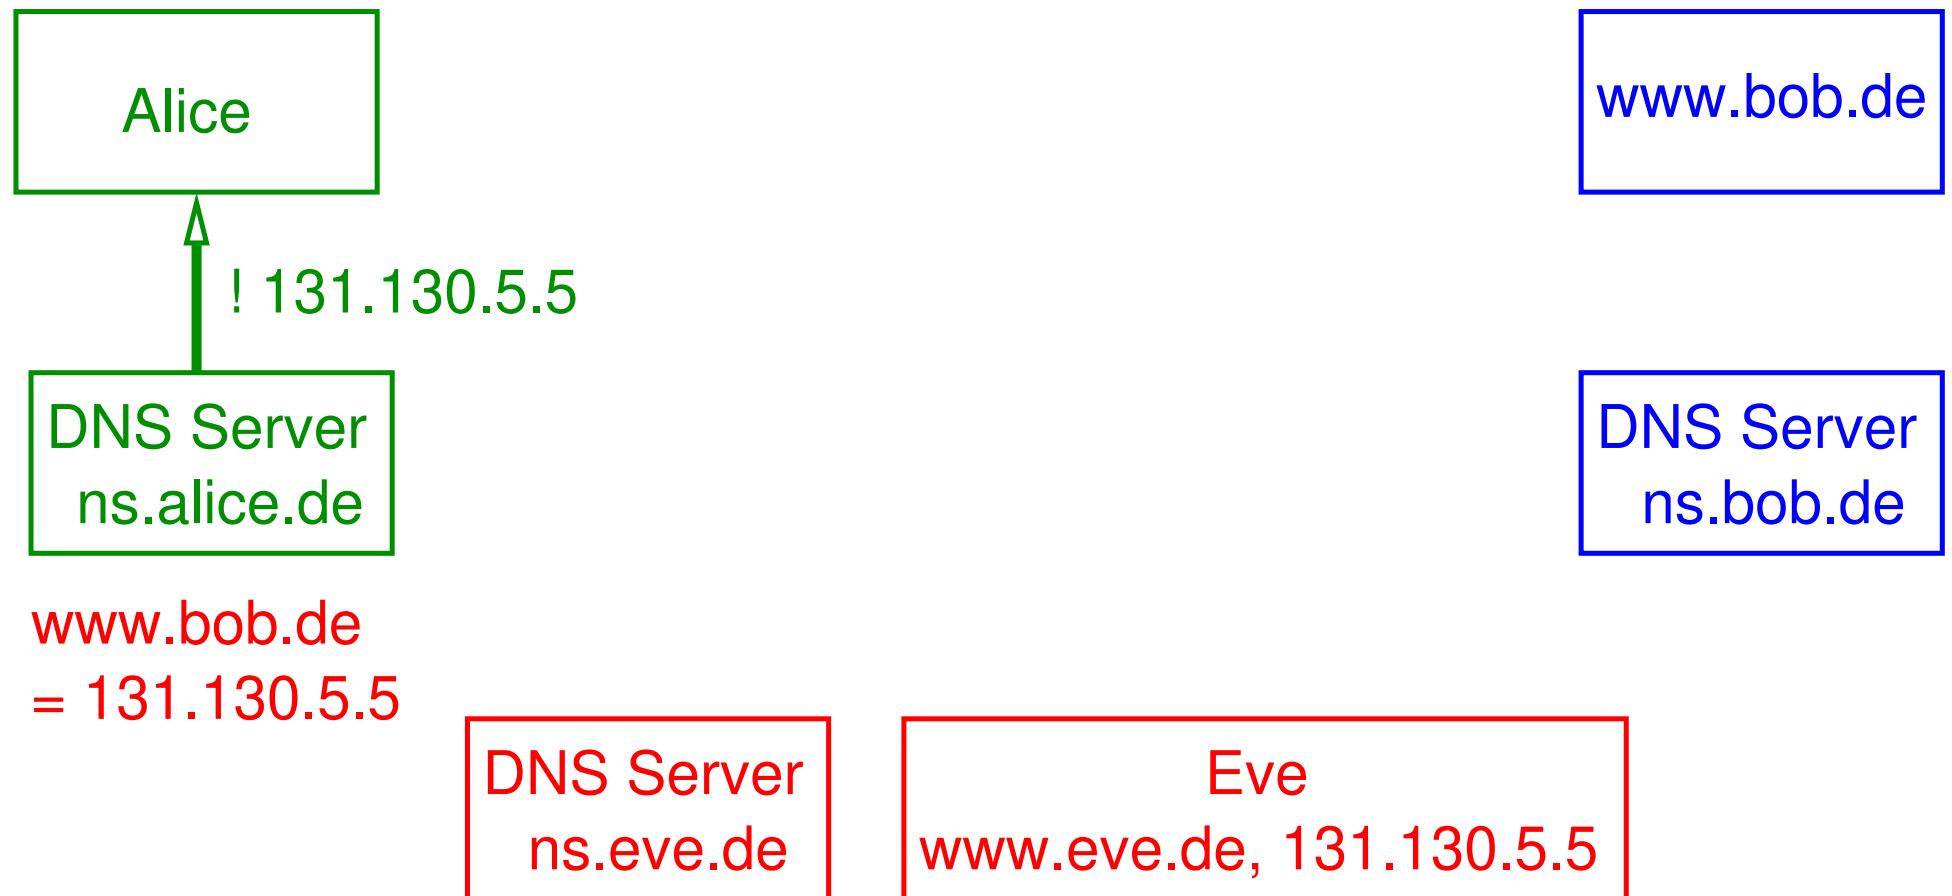 Alice
www.bob.de
! 131.130.5.5
DNS Server
ns.alice.de
DNS Server
ns.bob.de
www.bob.de
= 131.130.5.5
DNS Server
ns.eve.de
Eve
www.eve.de, 131.130.5.5